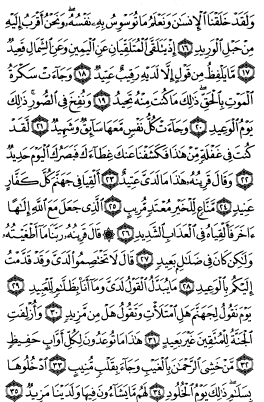 وَلَقَدْ خَلَقْنَا ٱلْإِنسَٰنَ وَنَعْلَمُ مَا تُوَسْوِسُ بِهِۦ نَفْسُهُۥ وَنَحْنُ أَقْرَبُ إِلَيْهِ
مِنْ حَبْلِ ٱلْوَرِيدِ ١٦ إِذْ يَتَلَقَّى ٱلْمُتَلَقِّيَانِ عَنِ ٱلْيَمِينِ وَعَنِ ٱلشِّمَالِ قَعِيدٌ
١٧ مَّا يَلْفِظُ مِن قَوْلٍ إِلَّا لَدَيْهِ رَقِيبٌ عَتِيدٌ ١٨ وَجَآءَتْ سَكْرَةُ
ٱلْمَوْتِ بِٱلْحَقِّ ذَٰلِكَ مَا كُنتَ مِنْهُ تَحِيدُ ١٩ وَنُفِخَ فِى ٱلصُّورِ ذَٰلِكَ
يَوْمُ ٱلْوَعِيدِ ٢٠ وَجَآءَتْ كُلُّ نَفْسٍ مَّعَهَا سَآئِقٌ وَشَهِيدٌ ٢١ لَّقَدْ
كُنتَ فِى غَفْلَةٍ مِّنْ هَٰذَا فَكَشَفْنَا عَنكَ غِطَآءَكَ فَبَصَرُكَ ٱلْيَوْمَ حَدِيدٌ
٢٢ وَقَالَ قَرِينُهُۥ هَٰذَا مَا لَدَىَّ عَتِيدٌ ٢٣ أَلْقِيَا فِى جَهَنَّمَ كُلَّ كَفَّارٍ
عَنِيدٍ ٢٤ مَّنَّاعٍ لِّلْخَيْرِ مُعْتَدٍ مُّرِيبٍ ٢٥ ٱلَّذِى جَعَلَ مَعَ ٱللَّهِ إِلَٰهًا
ءَاخَرَ فَأَلْقِيَاهُ فِى ٱلْعَذَابِ ٱلشَّدِيدِ ٢٦ ۞ قَالَ قَرِينُهُۥ رَبَّنَا مَآ أَطْغَيْتُهُۥ
وَلَٰكِن كَانَ فِى ضَلَٰلٍۭ بَعِيدٍ ٢٧ قَالَ لَا تَخْتَصِمُوا۟ لَدَىَّ وَقَدْ قَدَّمْتُ
إِلَيْكُم بِٱلْوَعِيدِ ٢٨ مَا يُبَدَّلُ ٱلْقَوْلُ لَدَىَّ وَمَآ أَنَا۠ بِظَلَّٰمٍ لِّلْعَبِيدِ ٢٩
يَوْمَ نَقُولُ لِجَهَنَّمَ هَلِ ٱمْتَلَأْتِ وَتَقُولُ هَلْ مِن مَّزِيدٍ ٣٠ وَأُزْلِفَتِ
ٱلْجَنَّةُ لِلْمُتَّقِينَ غَيْرَ بَعِيدٍ ٣١ هَٰذَا مَا تُوعَدُونَ لِكُلِّ أَوَّابٍ حَفِيظٍ
٣٢ مَّنْ خَشِىَ ٱلرَّحْمَٰنَ بِٱلْغَيْبِ وَجَآءَ بِقَلْبٍ مُّنِيبٍ ٣٣ ٱدْخُلُوهَا
بِسَلَٰمٍ ذَٰلِكَ يَوْمُ ٱلْخُلُودِ ٣٤ لَهُم مَّا يَشَآءُونَ فِيهَا وَلَدَيْنَا مَزِيدٌ ٣٥